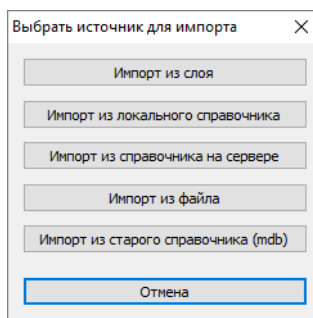 Выбрать источник для импорта
Импорт из слоя
Импорт из локального справочника
Импорт из справочника на сервере
Импорт из файла
Импорт из старого справочника (mdb)
Отмена